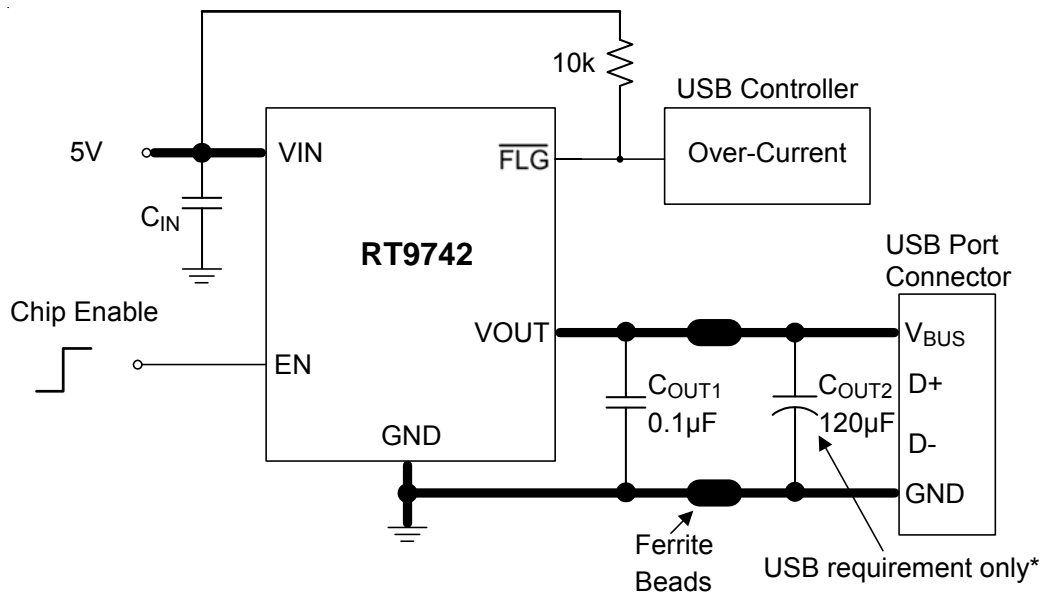 10k
USB Controller
5V
VIN
FLG
Over-Current
CIN
RT9742
USB Port
Connector
Chip Enable
VOUT
VBUS
EN
COUT1
0.1µF
COUT2
120µF
D+
D-
GND
GND
Ferrite
Beads
USB requirement only*